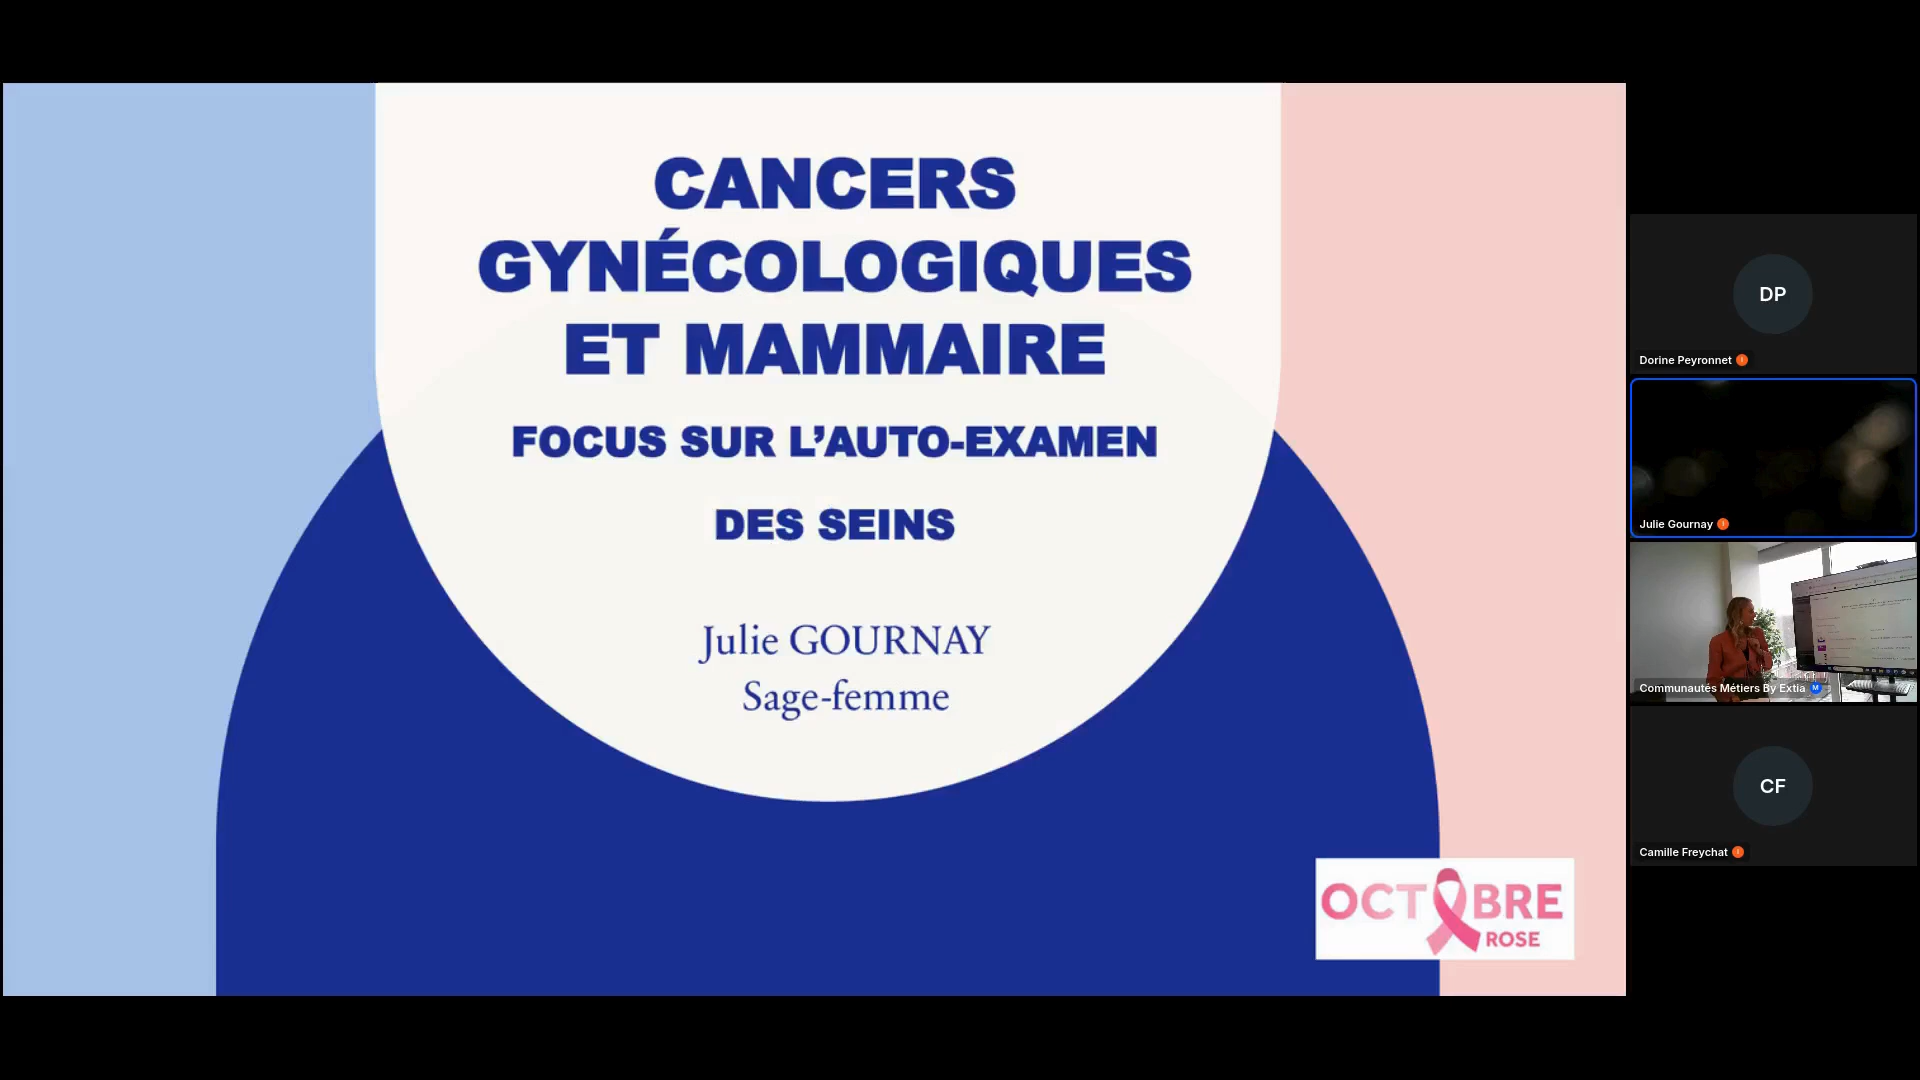 CANCERS
GYNÉCOLOGIQUES
ET MAMMAIRE
FOCUS SUR L’AUTO-EXAMEN
DES SEINS
Julie GOURNAY
Sage-femme
OCTOBRE
ROSE
DP
Dorine Peyronnet
Julie Gournay
Communautés Métiers By Extia
M
CF
Camille Freychat